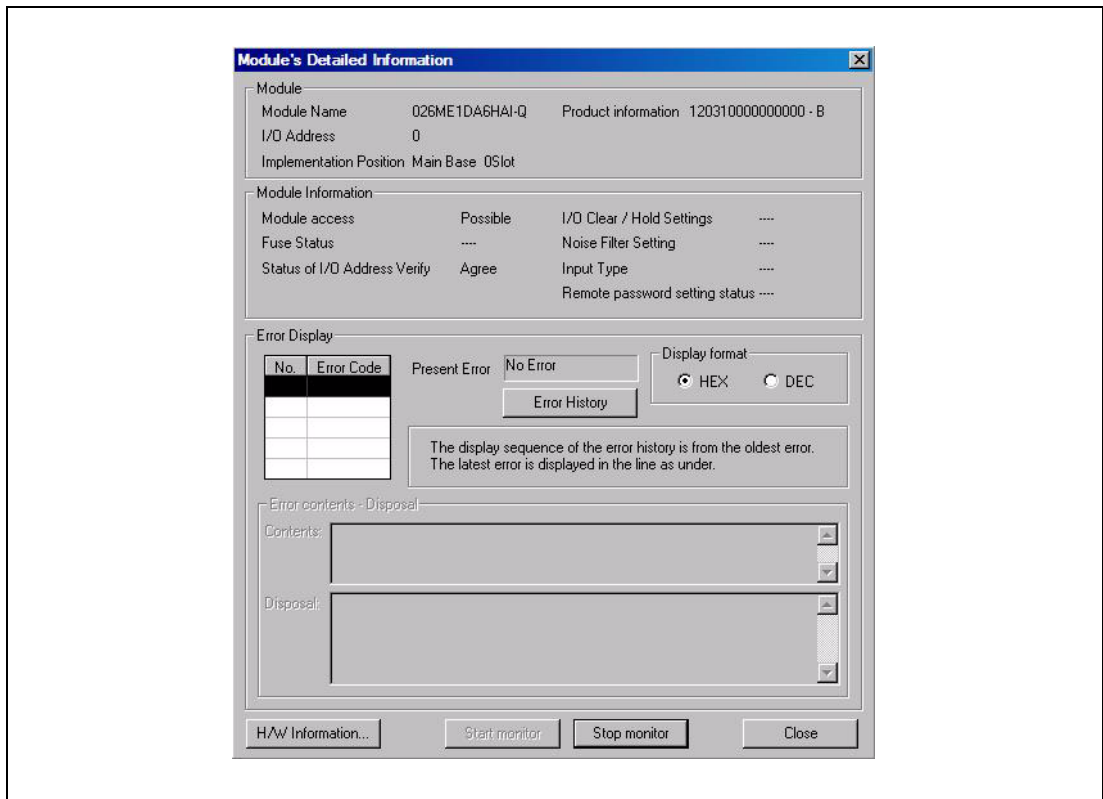 Module's Detailed Information
Module
Module Name 026ME1DA6HAI-Q Product information 120310000000000 - B
I/O Address 0
Implementation Position Main Base 0Slot
Module Information
Module access Possible I/O Clear / Hold Settings ----
Fuse Status ---- Noise Filter Setting ----
Status of I/O Address Verify Agree Input Type ----
Remote password setting status ----
Error Display
Display format
No. Error Code Present Error No Error
HEX DEC
Error History
The display sequence of the error history is from the oldest error.
The latest error is displayed in the line as under.
Error contents - Disposal
Contents:
Disposal:
H/W Information... Start monitor Stop monitor Close